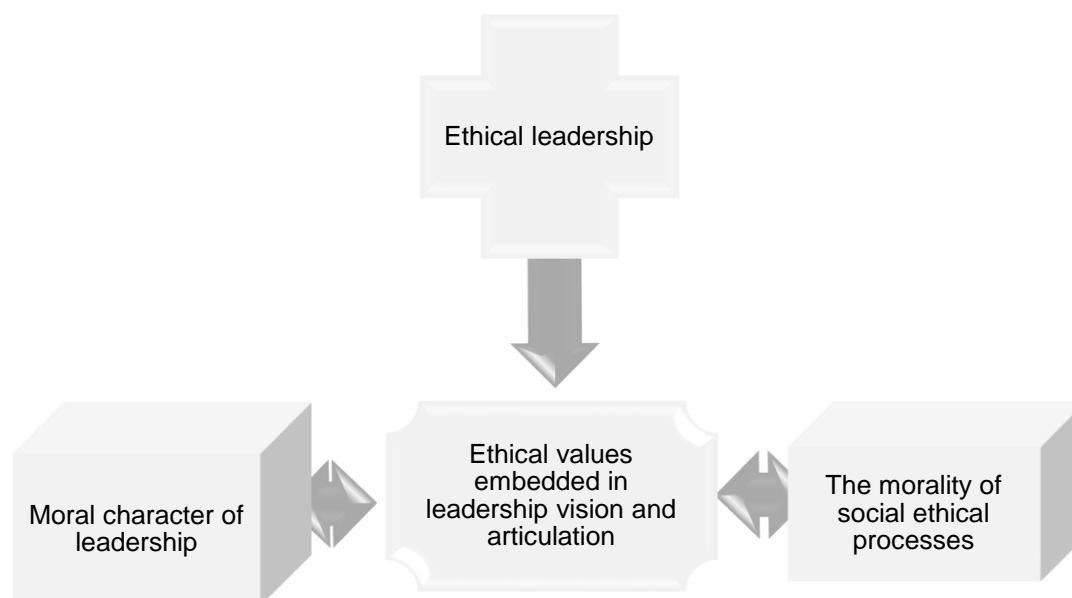 Ethical leadership
Moral character of
leadership
Ethical values
embedded in
leadership vision and
articulation
The morality of
social ethical
processes